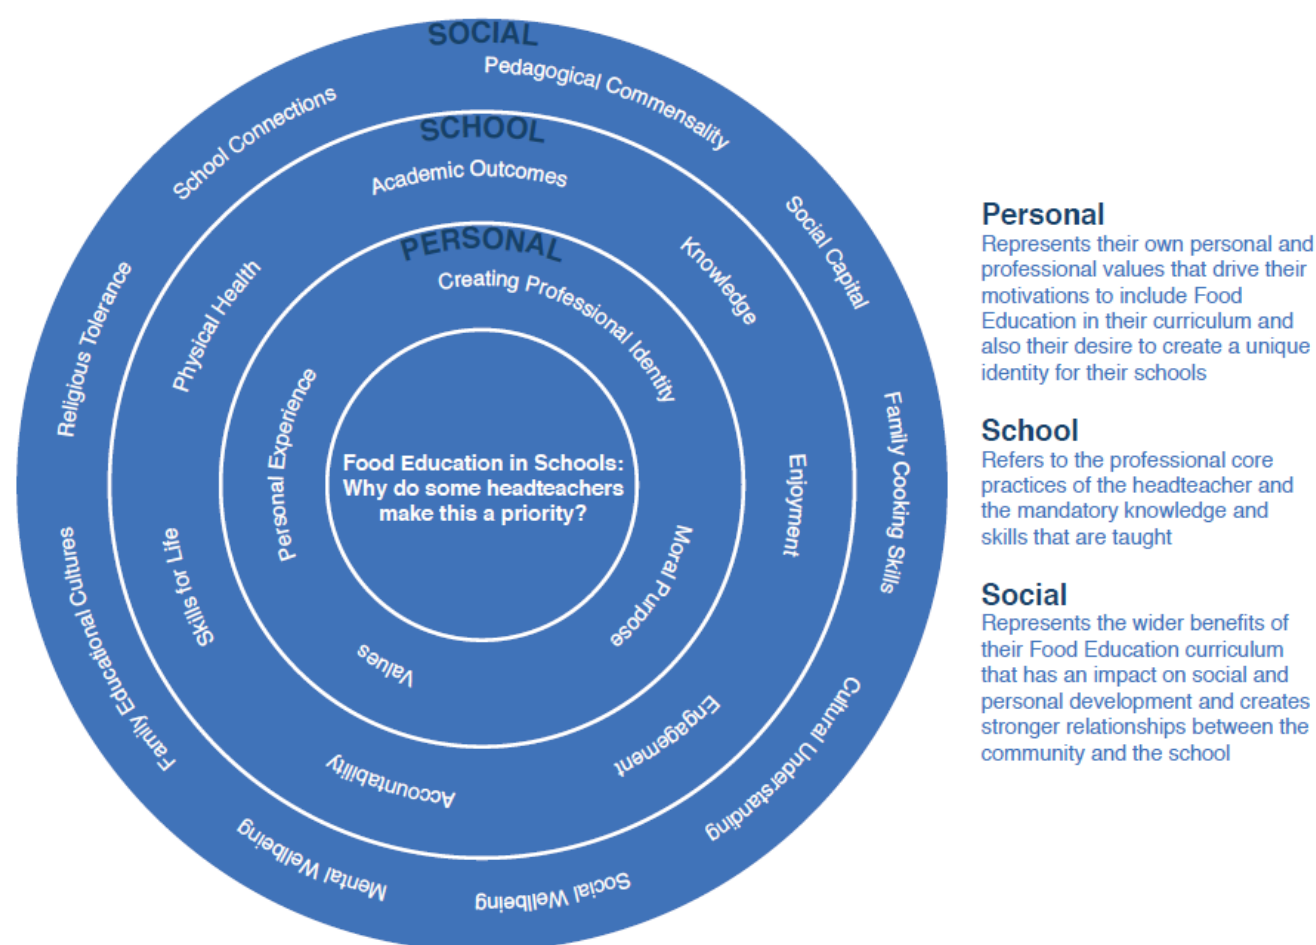 SOCIAL
Pedagogical Commensality
Social Capital
Family Cooking Skills
Cultural Understanding
Social Wellbeing
Mental Wellbeing
Family Educational Cultures
Religious Tolerance
School Connections
SCHOOL
Academic Outcomes
Knowledge
Enjoyment
Engagement
Accountability
Skills for Life
Physical Health
PERSONAL
Creating Professional Identity
Moral Purpose
Values
Personal Experience
Food Education in Schools:
Why do some headteachers
make this a priority?
Personal
Represents their own personal and
professional values that drive their
motivations to include Food
Education in their curriculum and
also their desire to create a unique
identity for their schools
School
Refers to the professional core
practices of the headteacher and
the mandatory knowledge and
skills that are taught
Social
Represents the wider benefits of
their Food Education curriculum
that has an impact on social and
personal development and creates
stronger relationships between the
community and the school